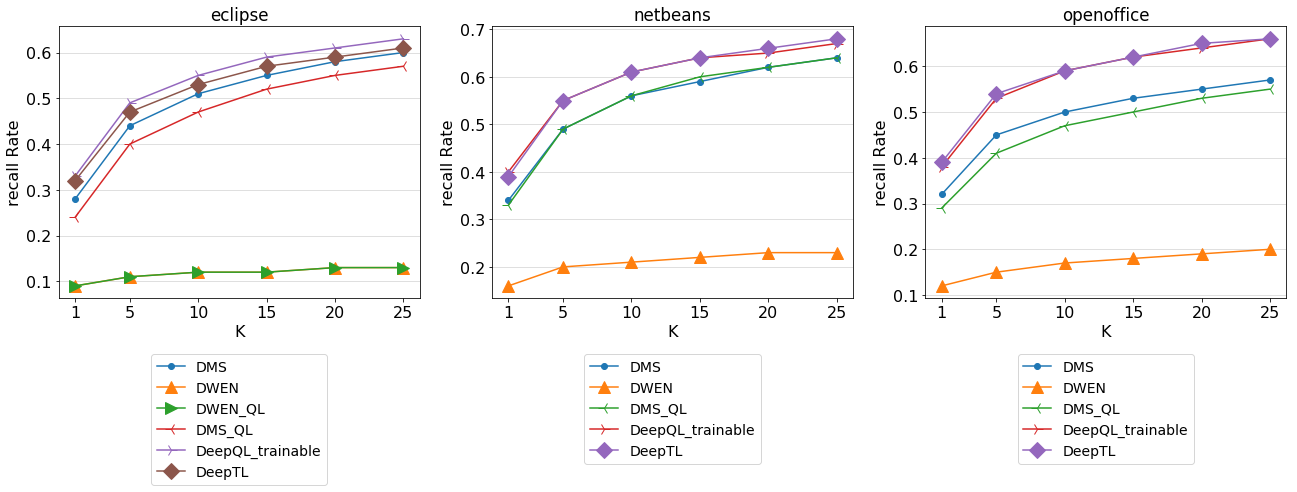 eclipse
recall Rate
0.6
0.5
0.4
0.3
0.2
0.1
1 5 10 15 20 25
K
DMS
DWEN
DWEN_QL
DMS_QL
DeepQL_trainable
DeepTL
netbeans
recall Rate
0.7
0.6
0.5
0.4
0.3
0.2
1 5 10 15 20 25
K
DMS
DWEN
DMS_QL
DeepQL_trainable
DeepTL
openoffice
recall Rate
0.6
0.5
0.4
0.3
0.2
0.1
1 5 10 15 20 25
K
DMS
DWEN
DMS_QL
DeepQL_trainable
DeepTL